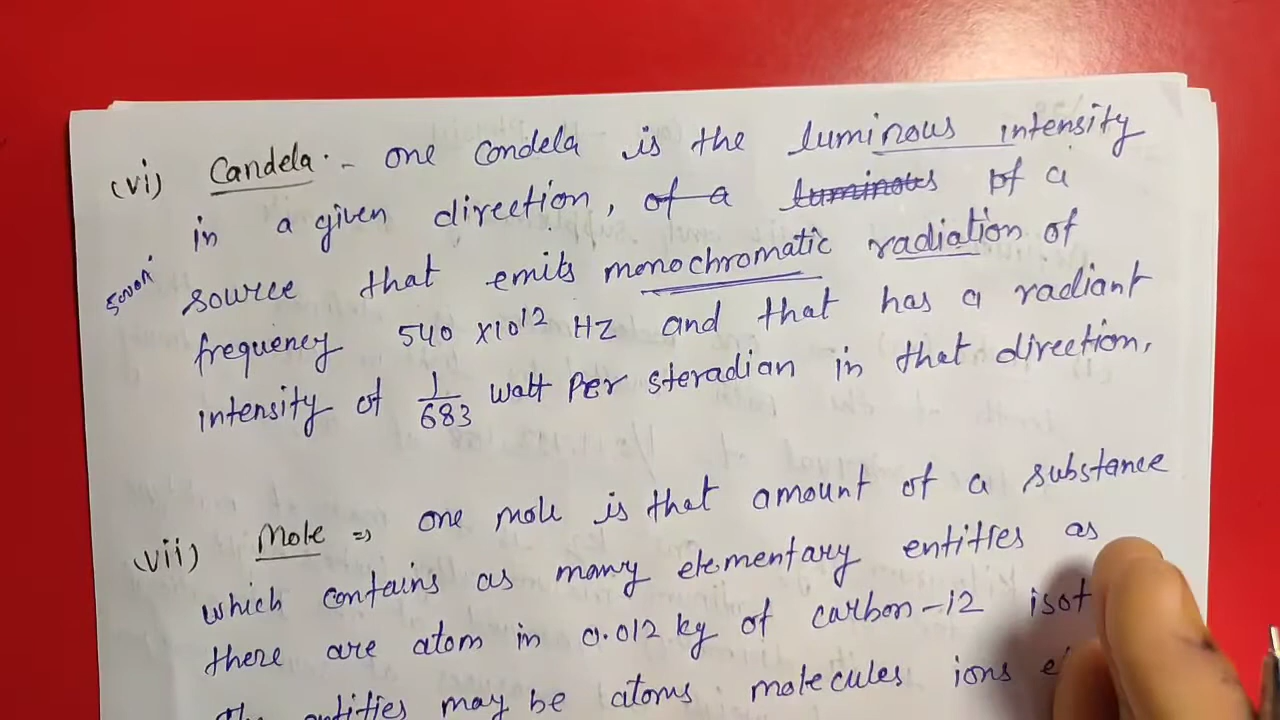 (vi) Candela - one Condela is the luminous intensity
in a given direction, of a luminous of a
source that emits monochromatic radiation of
frequency 540 x10¹² HZ and that has a radiant
intensity of 1/683 watt per steradian in that direction,
(vii) Mole => one mole is that amount of a substance
which contains as many elementary entities as
there are atom in 0.012 kg of carbon-12 isot
entities may be atoms. molecules ions